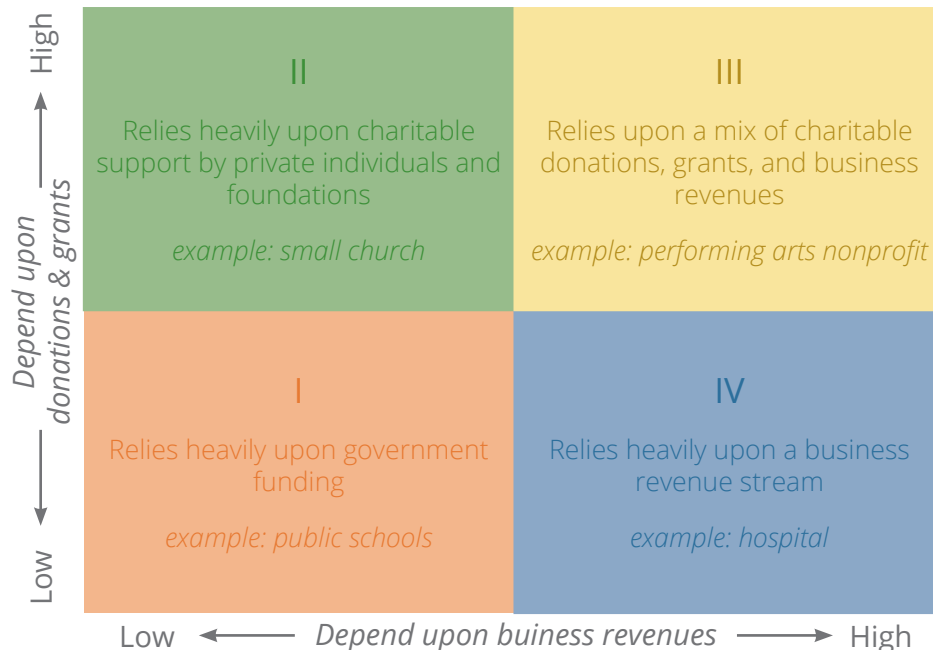 High
Depend upon
donations & grants
Low
II
Relies heavily upon charitable
support by private individuals and
foundations
example: small church
III
Relies upon a mix of charitable
donations, grants, and business
revenues
example: performing arts nonprofit
I
Relies heavily upon government
funding
example: public schools
IV
Relies heavily upon a business
revenue stream
example: hospital
Low
Depend upon buiness revenues
High